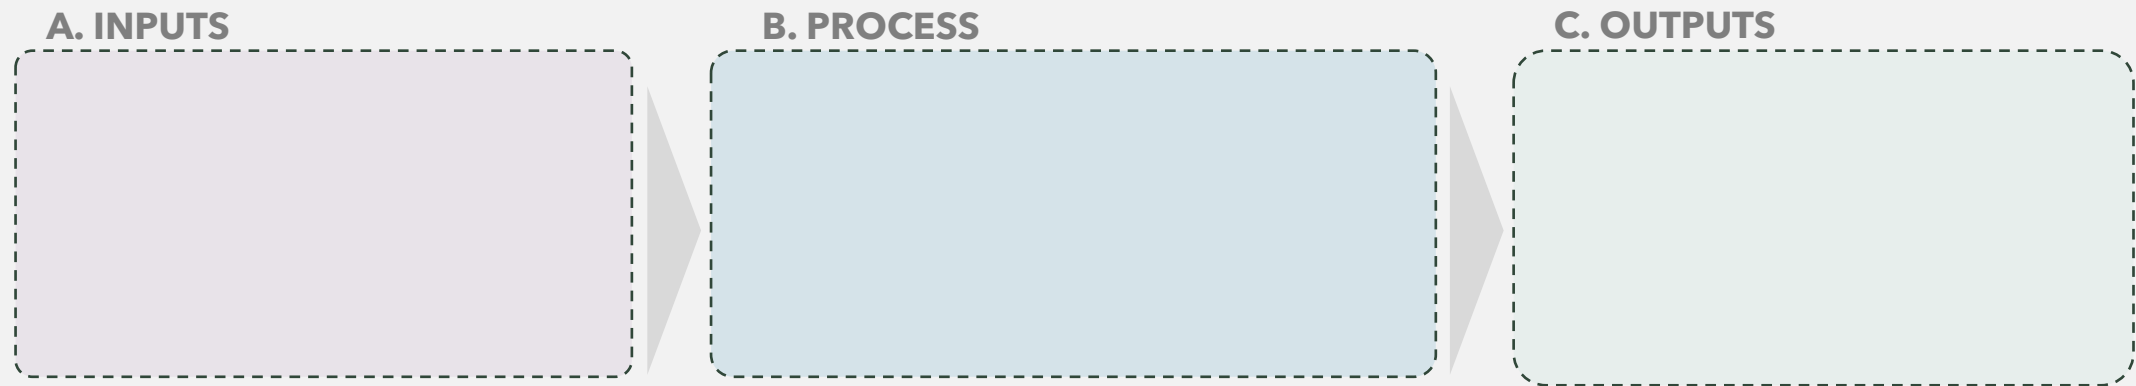 A. INPUTS
B. PROCESS
C. OUTPUTS